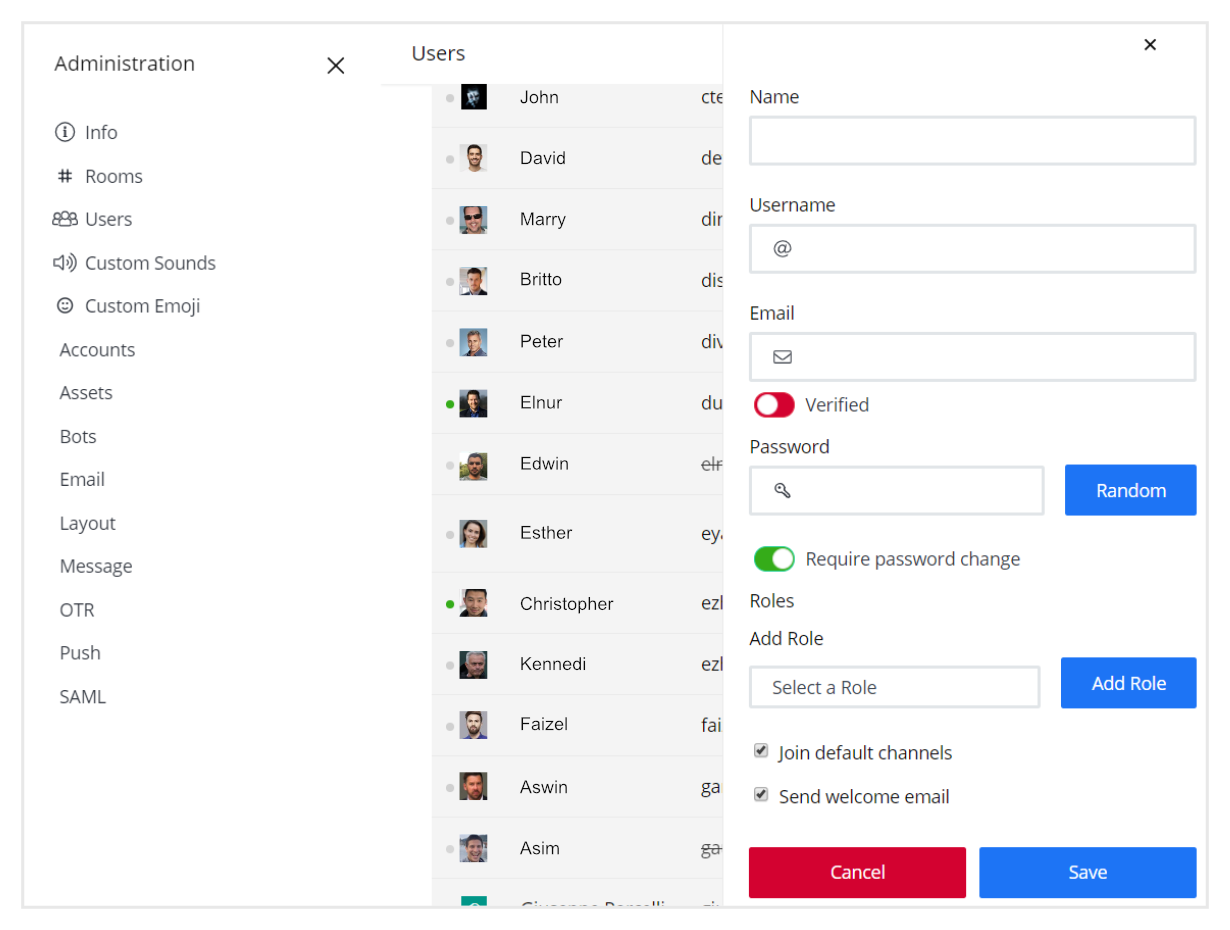 Administration
Info
Rooms
Users
Custom Sounds
Custom Emoji
Accounts
Assets
Bots
Email
Layout
Message
OTR
Push
SAML
Users
John cte
David de
Marry dir
Britto dis
Peter div
Elnur du
Edwin elr
Esther eya
Christopher ezl
Kennedi ezl
Faizel fai
Aswin ga
Asim ga
Name
Username
@
Email
Verified
Password
Random
Require password change
Roles
Add Role
Select a Role
Add Role
Join default channels
Send welcome email
Cancel
Save